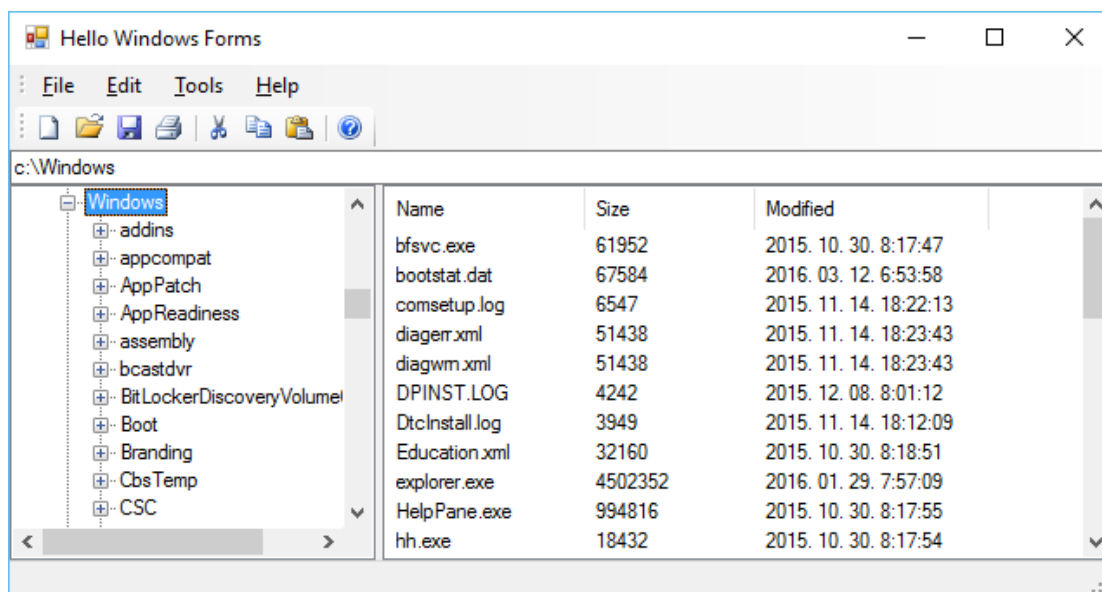 Hello Windows Forms
File Edit Tools Help
c:\Windows
Windows
addins
appcompat
AppPatch
AppReadiness
assembly
bcastdvr
BitLockerDiscoveryVolume
Boot
Branding
CbsTemp
CSC
Name Size Modified
bfsvc.exe 61952 2015. 10. 30. 8:17:47
bootstat.dat 67584 2016. 03. 12. 6:53:58
comsetup.log 6547 2015. 11. 14. 18:22:13
diagerr.xml 51438 2015. 11. 14. 18:23:43
diagwrn.xml 51438 2015. 11. 14. 18:23:43
DPINST.LOG 4242 2015. 12. 08. 8:01:12
DtcInstall.log 3949 2015. 11. 14. 18:12:09
Education.xml 32160 2015. 10. 30. 8:18:51
explorer.exe 4502352 2016. 01. 29. 7:57:09
HelpPane.exe 994816 2015. 10. 30. 8:17:55
hh.exe 18432 2015. 10. 30. 8:17:54